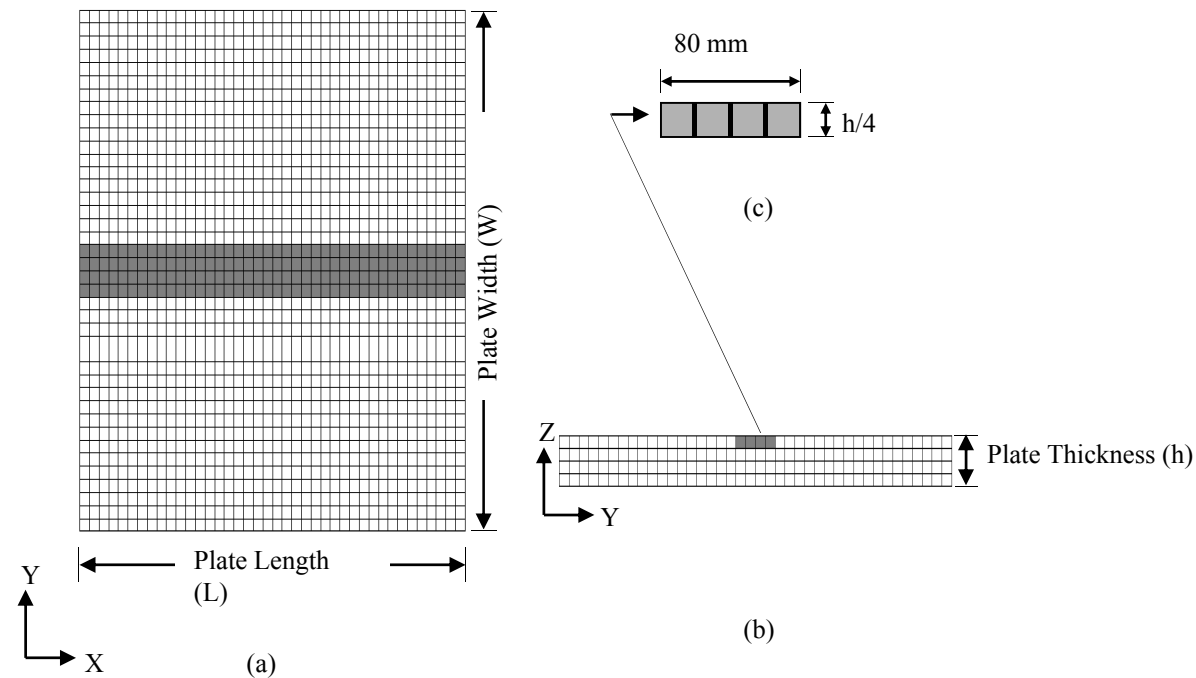 80 mm
h/4
(c)
Plate Width (W)
Z
Plate Thickness (h)
Y
Plate Length
(L)
Y
X
(a)
(b)